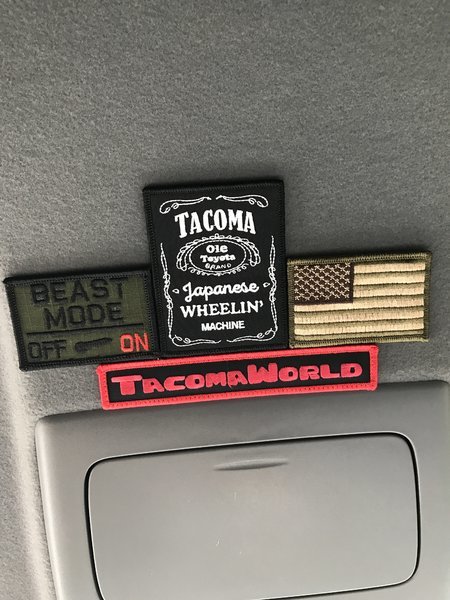 TACOMA
Ole
Toyota
BRAND
Japanese
WHEELIN'
MACHINE
BEAST
MODE
OFF ON
TACOMAWORLD